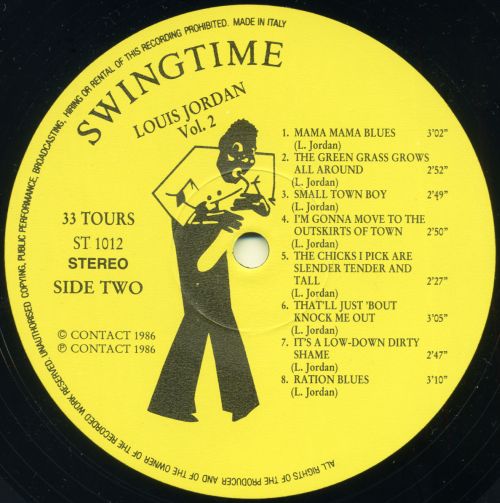 ALL RIGHTS OF THE PRODUCER AND OF THE OWNER OF THE RECORDED WORK RESERVED. UNAUTHORISED COPYING, PUBLIC PERFORMANCE, BROADCASTING, HIRING OR RENTAL OF THIS RECORDING PROHIBITED. MADE IN ITALY
SWINGTIME
LOUIS JORDAN
Vol. 2
33 TOURS
ST 1012
STEREO
SIDE TWO
© CONTACT 1986
℗ CONTACT 1986
1. MAMA MAMA BLUES 3'02"
(L. Jordan)
2. THE GREEN GRASS GROWS
ALL AROUND 2'52"
(L. Jordan)
3. SMALL TOWN BOY 2'49"
(L. Jordan)
4. I'M GONNA MOVE TO THE
OUTSKIRTS OF TOWN 2'50"
(L. Jordan)
5. THE CHICKS I PICK ARE
SLENDER TENDER AND
TALL 2'27"
(L. Jordan)
6. THAT'LL JUST 'BOUT
KNOCK ME OUT 3'05"
(L. Jordan)
7. IT'S A LOW-DOWN DIRTY
SHAME 2'47"
(L. Jordan)
8. RATION BLUES 3'10"
(L. Jordan)